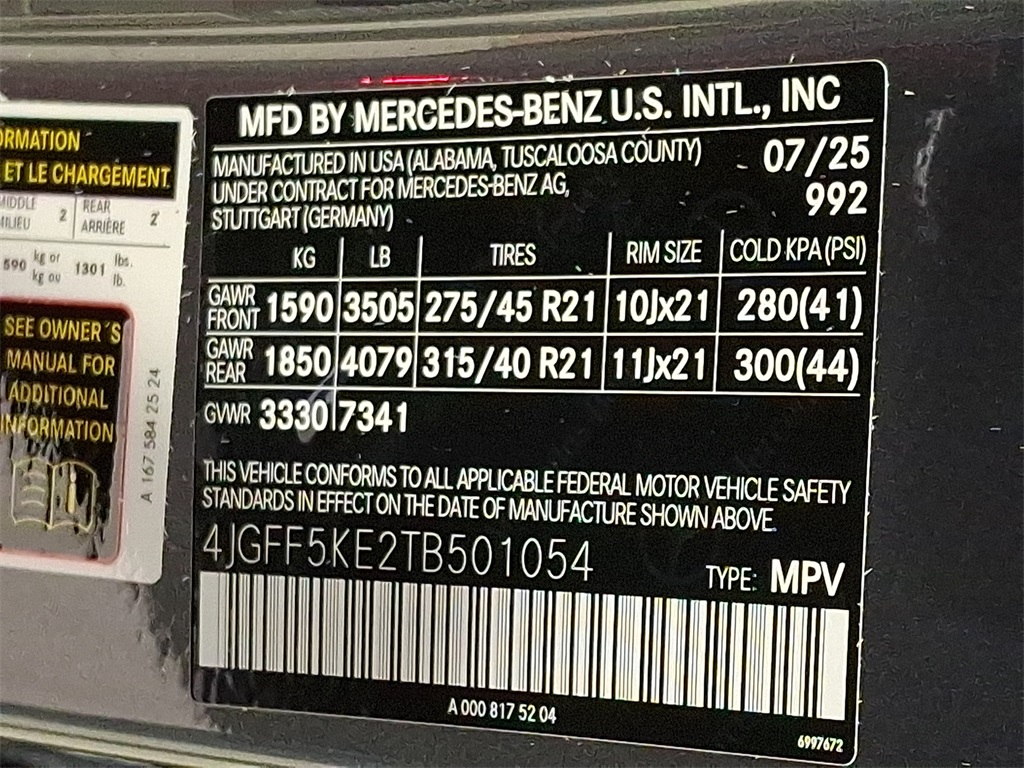 ORMATION
ET LE CHARGEMENT
MIDDLE
MILIEU
2
REAR
ARRIÈRE
2
590
kg or
kg ou
1301
lbs.
lb.
SEE OWNER'S
MANUAL FOR
ADDITIONAL
INFORMATION
A 167 584 25 24
MFD BY MERCEDES-BENZ U.S. INTL., INC
MANUFACTURED IN USA (ALABAMA, TUSCALOOSA COUNTY) 07/25
UNDER CONTRACT FOR MERCEDES-BENZ AG, 992
STUTTGART (GERMANY)
KG LB TIRES RIM SIZE COLD KPA (PSI)
GAWR FRONT 1590 3505 275/45 R21 10Jx21 280(41)
GAWR REAR 1850 4079 315/40 R21 11Jx21 300(44)
GVWR 3330 7341
THIS VEHICLE CONFORMS TO ALL APPLICABLE FEDERAL MOTOR VEHICLE SAFETY
STANDARDS IN EFFECT ON THE DATE OF MANUFACTURE SHOWN ABOVE.
4JGFF5KE2TB501054
TYPE: MPV
A 000 817 52 04
6997672